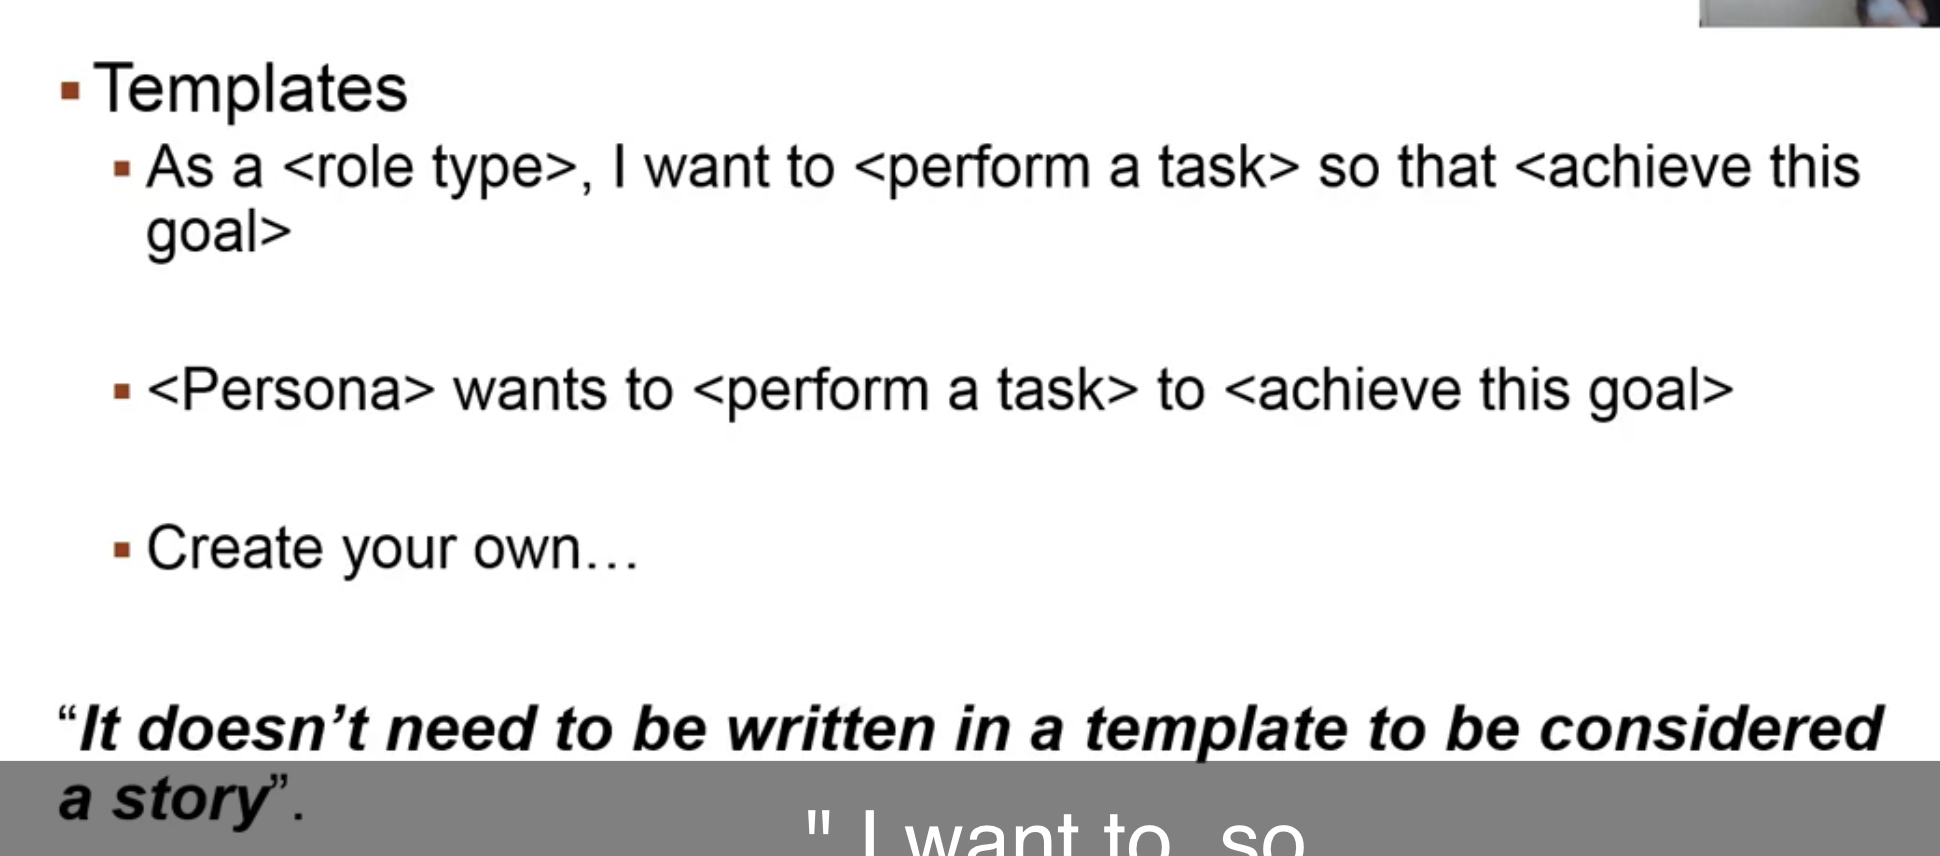 Templates
As a <role type>, I want to <perform a task> so that <achieve this
goal>
<Persona> wants to <perform a task> to <achieve this goal>
Create your own…
“It doesn’t need to be written in a template to be considered
a story”.
" I want to, so